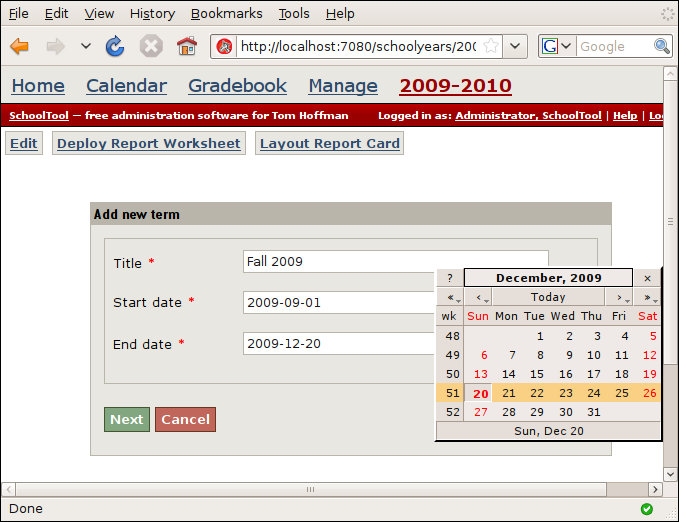 File Edit View History Bookmarks Tools Help
http://localhost:7080/schoolyears/200
G Google
Home Calendar Gradebook Manage 2009-2010
SchoolTool — free administration software for Tom Hoffman Logged in as: Administrator, SchoolTool | Help | Lo
Edit Deploy Report Worksheet Layout Report Card
Add new term
Title * Fall 2009
Start date * 2009-09-01
End date * 2009-12-20
Next Cancel
? December, 2009 ×
« ‹ Today › »
wk Sun Mon Tue Wed Thu Fri Sat
48 1 2 3 4 5
49 6 7 8 9 10 11 12
50 13 14 15 16 17 18 19
51 20 21 22 23 24 25 26
52 27 28 29 30 31
Sun, Dec 20
Done